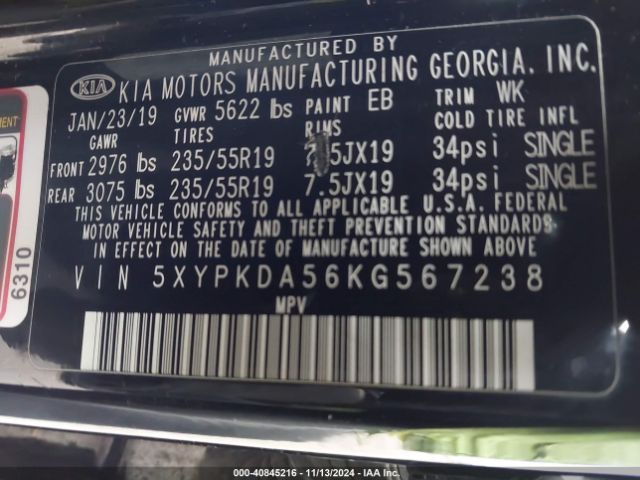 MANUFACTURED BY
KIA KIA MOTORS MANUFACTURING GEORGIA, INC.
JAN/23/19 GVWR 5622 lbs PAINT EB TRIM WK
GAWR TIRES RIMS COLD TIRE INFL
FRONT 2976 lbs 235/55R19 5JX19 34psi SINGLE
REAR 3075 lbs 235/55R19 7.5JX19 34psi SINGLE
THIS VEHICLE CONFORMS TO ALL APPLICABLE U.S.A. FEDERAL
MOTOR VEHICLE SAFETY AND THEFT PREVENTION STANDARDS
IN EFFECT ON THE DATE OF MANUFACTURE SHOWN ABOVE
VIN 5XYPKDA56KG567238
MPV
6310
000-40845216 - 11/13/2024 - IAA Inc.